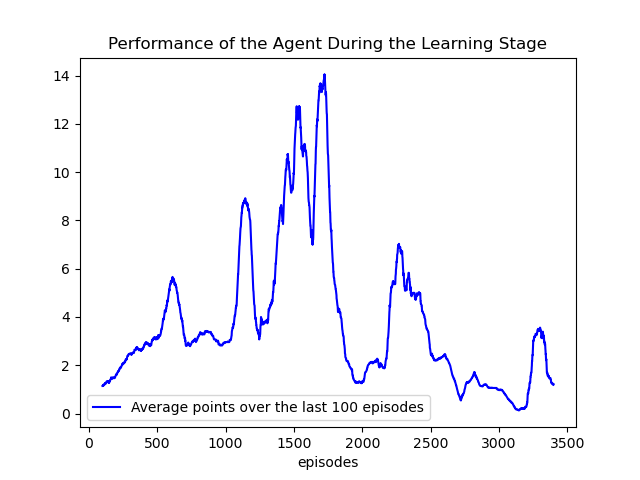 Performance of the Agent During the Learning Stage
14
12
10
8
6
4
2
0
Average points over the last 100 episodes
0 500 1000 1500 2000 2500 3000 3500
episodes